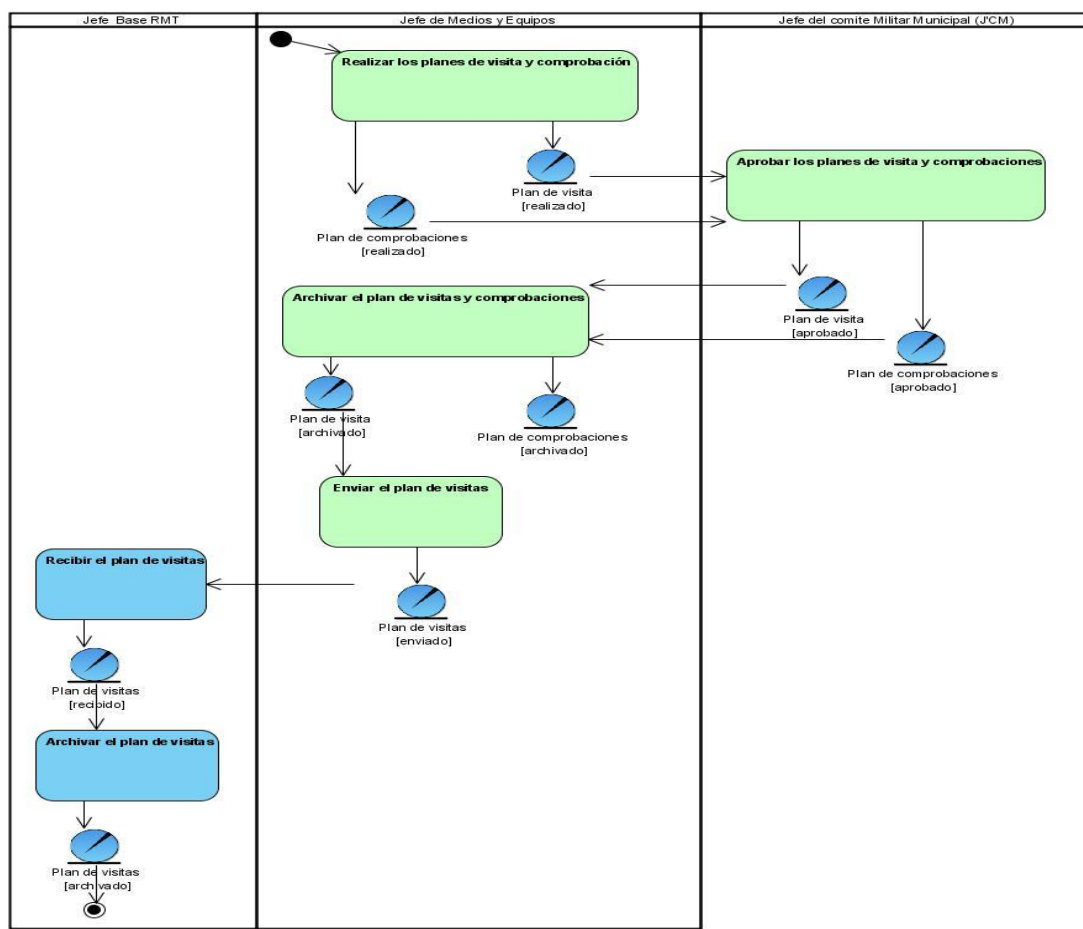 Jefe Base RMT
Jefe de Medios y Equipos
Jefe del comite Militar Municipal (J'CM)
Realizar los planes de visita y comprobación
Plan de visita
[realizado]
Aprobar los planes de visita y comprobaciones
Plan de comprobaciones
[realizado]
Archivar el plan de visitas y comprobaciones
Plan de visita
[aprobado]
Plan de comprobaciones
[aprobado]
Plan de visita
[archivado]
Plan de comprobaciones
[archivado]
Enviar el plan de visitas
Recibir el plan de visitas
Plan de visitas
[enviado]
Plan de visitas
[recibido]
Archivar el plan de visitas
Plan de visitas
[archivado]